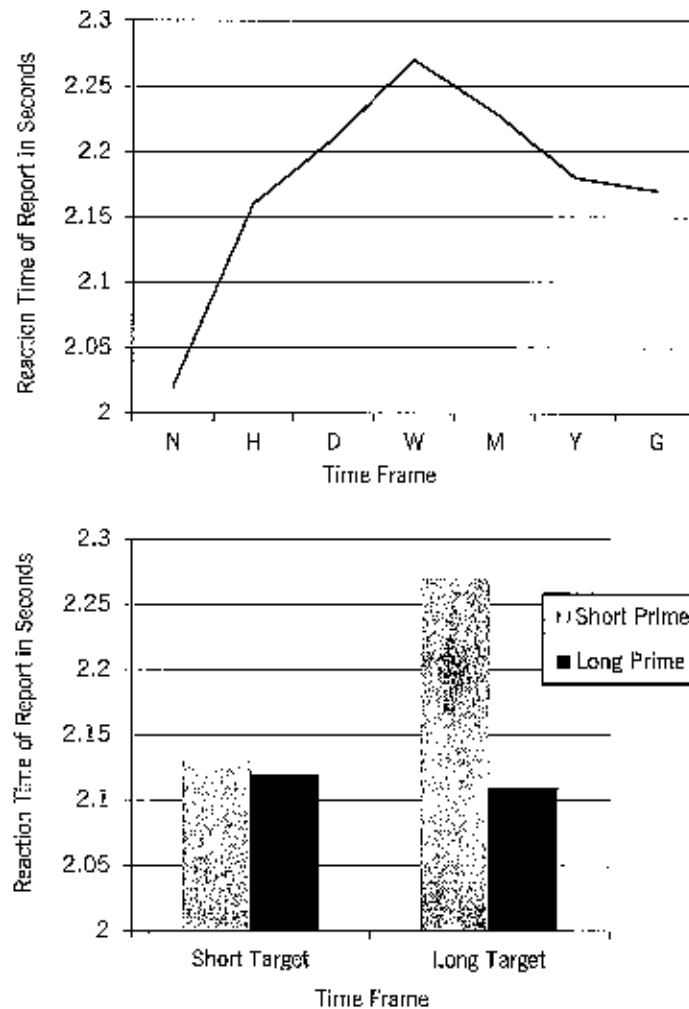 Reaction Time of Report in Seconds
2.3
2.25
2.2
2.15
2.1
2.05
2
N H D W M Y G
Time Frame
Reaction Time of Report in Seconds
2.3
2.25
2.2
2.15
2.1
2.05
2
Short Prime
Long Prime
Short Target Long Target
Time Frame